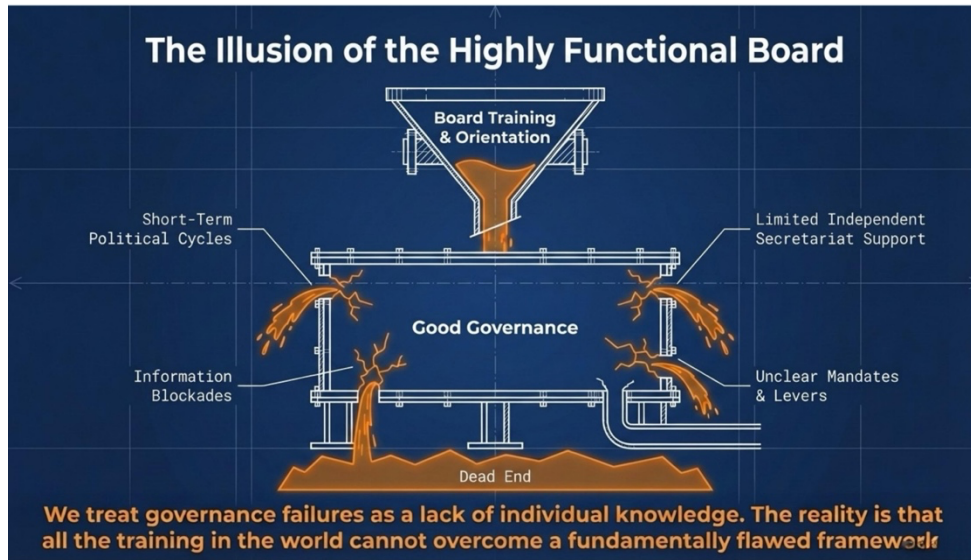 The Illusion of the Highly Functional Board
Board Training
& Orientation
Short-Term
Political Cycles
Limited Independent
Secretariat Support
Good Governance
Information
Blockades
Unclear Mandates
& Levers
Dead End
We treat governance failures as a lack of individual knowledge. The reality is that
all the training in the world cannot overcome a fundamentally flawed framework